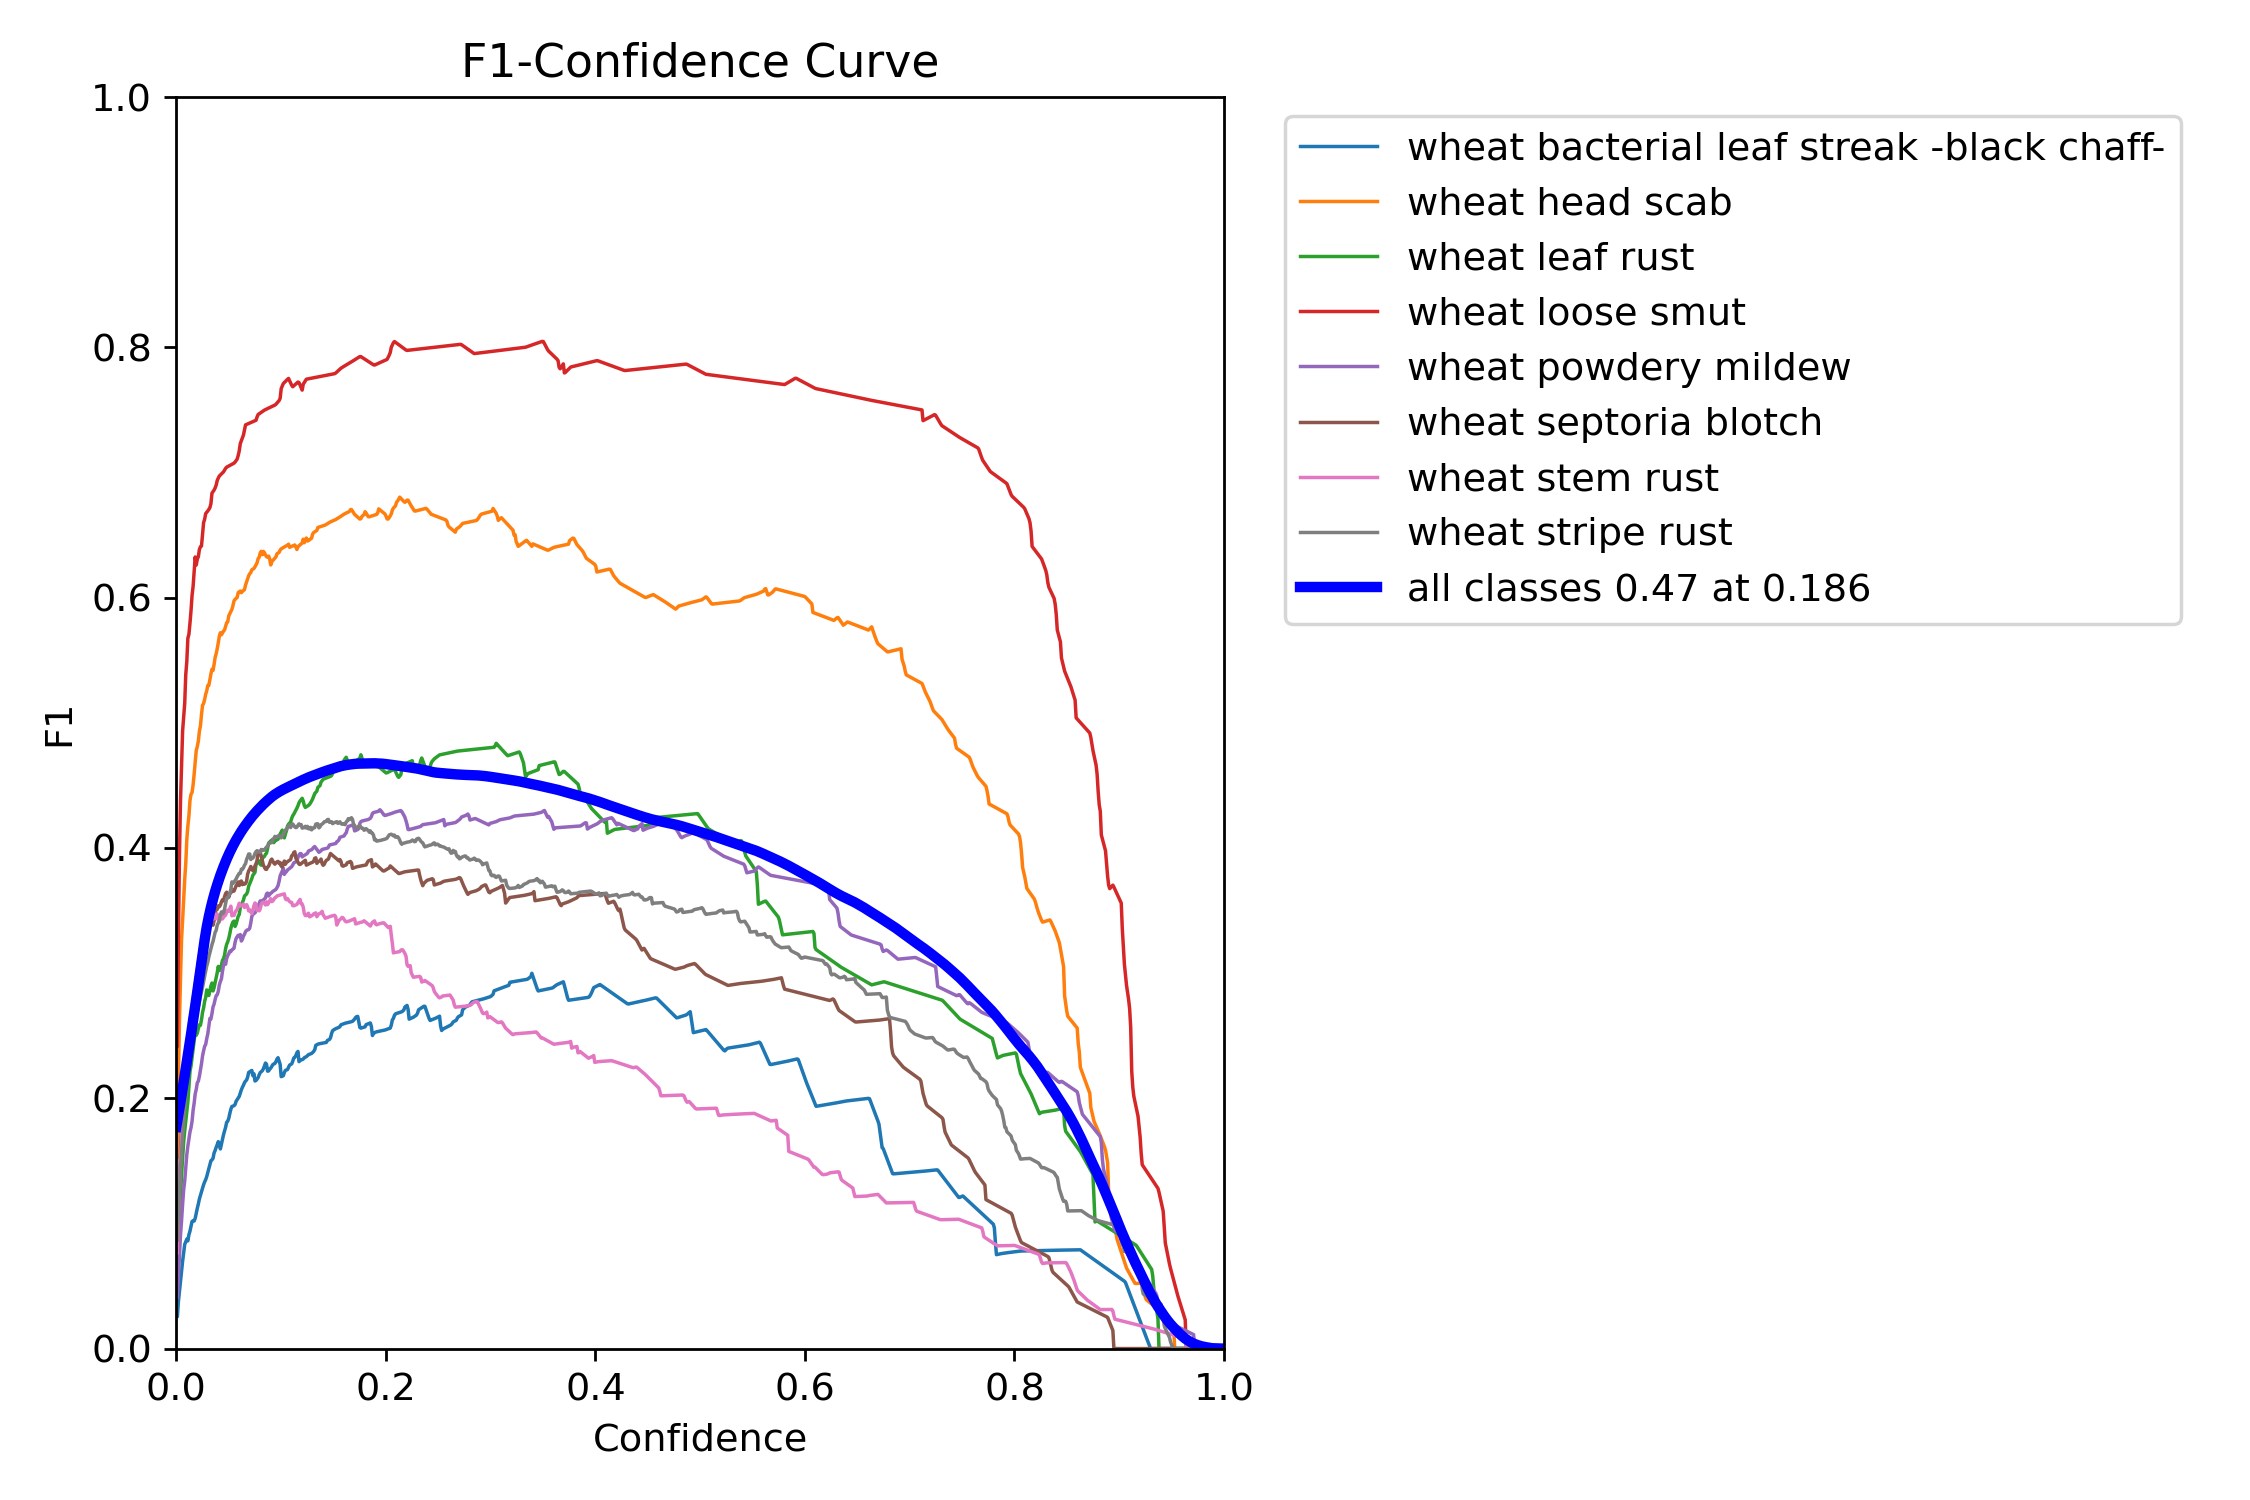 F1-Confidence Curve
1.0
0.8
0.6
0.4
0.2
0.0
F1
0.0 0.2 0.4 0.6 0.8 1.0
Confidence
wheat bacterial leaf streak -black chaff-
wheat head scab
wheat leaf rust
wheat loose smut
wheat powdery mildew
wheat septoria blotch
wheat stem rust
wheat stripe rust
all classes 0.47 at 0.186